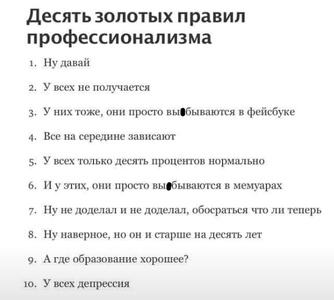 Десять золотых правил
профессионализма
1. Ну давай
2. У всех не получается
3. У них тоже, они просто вы бываются в фейсбуке
4. Все на середине зависают
5. У всех только десять процентов нормально
6. И у этих, они просто вы бываются в мемуарах
7. Ну не доделал и не доделал, обосраться что ли теперь
8. Ну наверное, но он и старше на десять лет
9. А где образование хорошее?
10. У всех депрессия